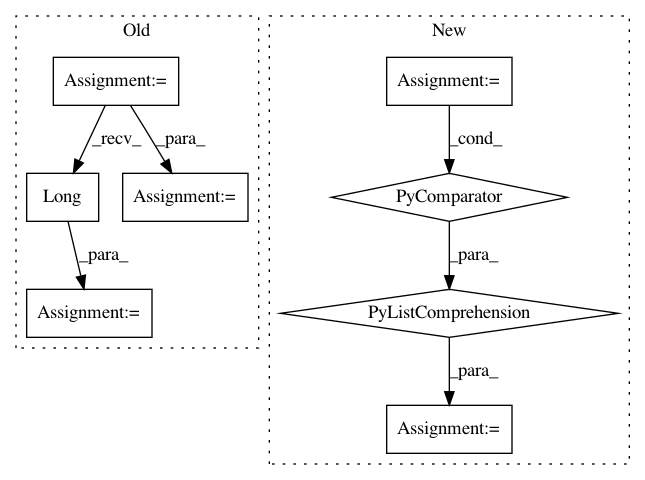 Old
New
Assignment:=
Assignment:=
_recv_
_para_
_cond_
Long
Assignment:=
PyComparator
_para_
_para_
Assignment:=
PyListComprehension
_para_
Assignment:=